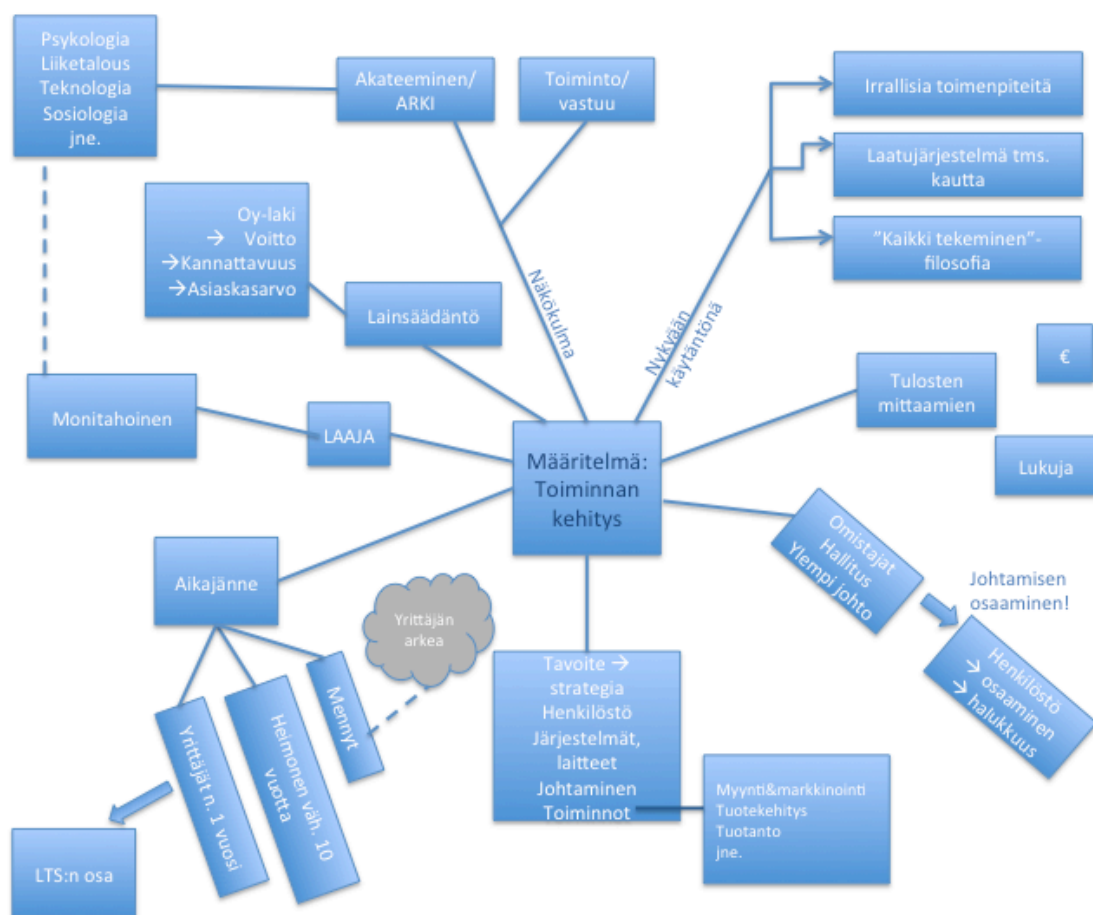 Psykologia
Liiketalous
Teknologia
Sosiologia
jne.
Akateeminen/
ARKI
Toiminto/
vastuu
Irrallisia toimenpiteitä
Laatujärjestelmä tms.
kautta
”Kaikki tekeminen”-
filosofia
Oy-laki
→ Voitto
→Kannattavuus
→Asiaskasarvo
Lainsäädäntö
Näkökulma
Nykyään
käytäntönä
€
Tulosten
mittaamien
Lukuja
Monitahoinen
LAAJA
Määritelmä:
Toiminnan
kehitys
Omistajat
Hallitus
Ylempi johto
Johtamisen
osaaminen!
Henkilöstö
→ osaaminen
→ halukkuus
Aikajänne
Yrittäjän
arkea
Mennyt
Heimonen väh. 10
vuotta
Yrittäjät n. 1 vuosi
LTS:n osa
Tavoite →
strategia
Henkilöstö
Järjestelmät,
laitteet
Johtaminen
Toiminnot
Myynti&markkinointi
Tuotekehitys
Tuotanto
jne.